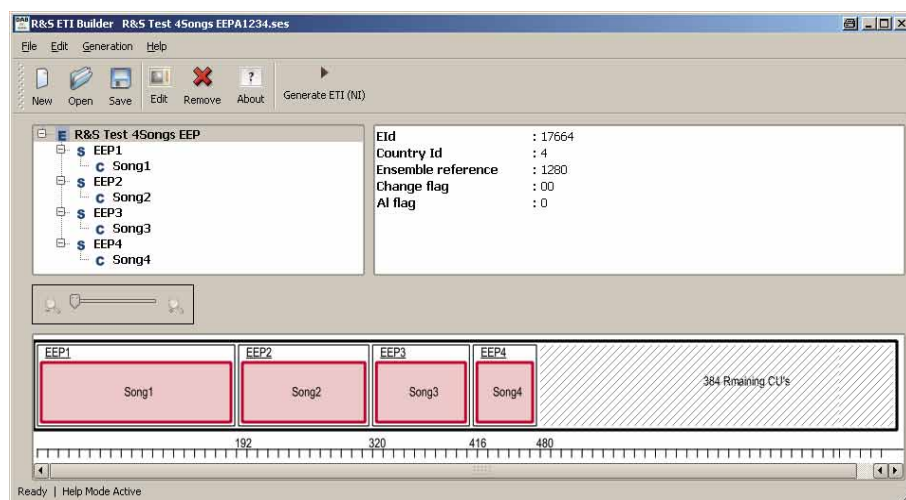 DAB
R&S ETI Builder R&S Test 4Songs EEPA1234.ses
File Edit Generation Help
New Open Save Edit Remove About Generate ETI (NI)
E R&S Test 4Songs EEP
S EEP1
C Song1
S EEP2
C Song2
S EEP3
C Song3
S EEP4
C Song4
EId : 17664
Country Id : 4
Ensemble reference : 1280
Change flag : 00
Al flag : 0
EEP1 EEP2 EEP3 EEP4
Song1 Song2 Song3 Song4 384 Rmaining CU's
192 320 416 480
Ready | Help Mode Active